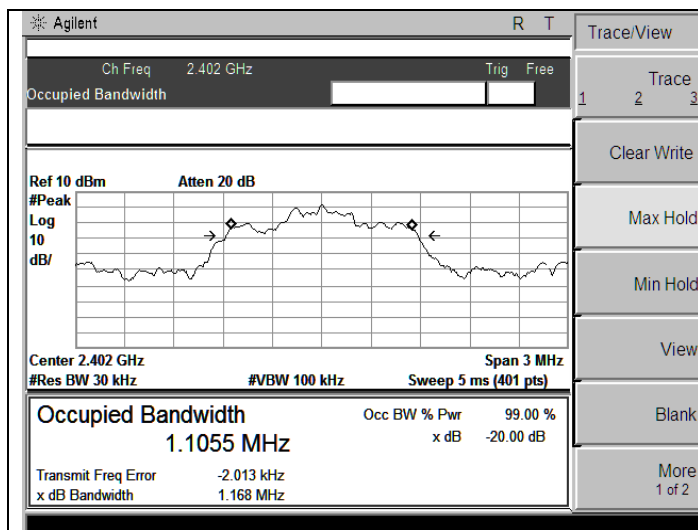 Agilent R T
Trace/View
Ch Freq 2.402 GHz Trig Free
Occupied Bandwidth
Trace
1 2 3
Clear Write
Max Hold
Min Hold
View
Blank
More
1 of 2
Ref 10 dBm Atten 20 dB
#Peak
Log
10
dB/
Center 2.402 GHz Span 3 MHz
#Res BW 30 kHz #VBW 100 kHz Sweep 5 ms (401 pts)
Occupied Bandwidth Occ BW % Pwr 99.00 %
1.1055 MHz x dB -20.00 dB
Transmit Freq Error -2.013 kHz
x dB Bandwidth 1.168 MHz